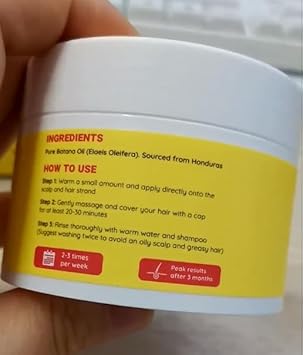 INGREDIENTS
Pure Batana Oil (Elaeis Oleifera). Sourced from Honduras
HOW TO USE
Step 1: Warm a small amount and apply directly onto the
scalp and hair strand
Step 2: Gently massage and cover your hair with a cap
for at least 20-30 minutes
Step 3: Rinse thoroughly with warm water and shampoo
(Suggest washing twice to avoid an oily scalp and greasy hair)
2-3 times
per week
Peak results
after 3 months